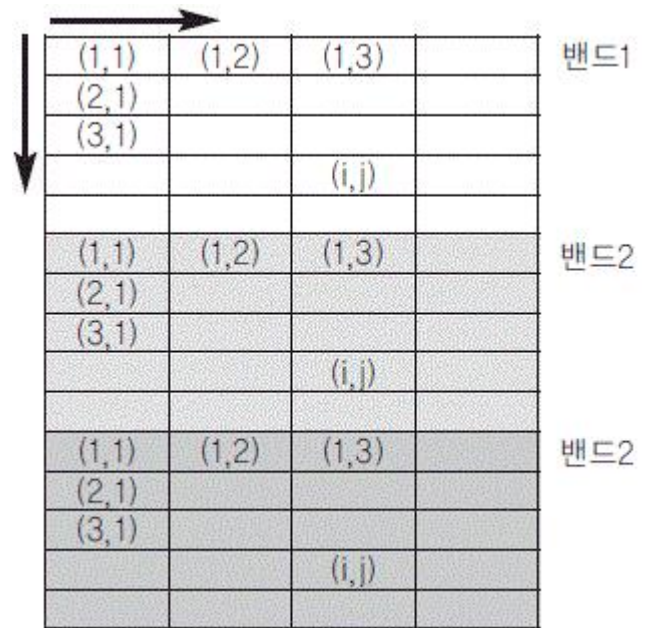 (1,1) (1,2) (1,3) 밴드1
(2,1)
(3,1)
(i,j)
(1,1) (1,2) (1,3) 밴드2
(2,1)
(3,1)
(i,j)
(1,1) (1,2) (1,3) 밴드2
(2,1)
(3,1)
(i,j)